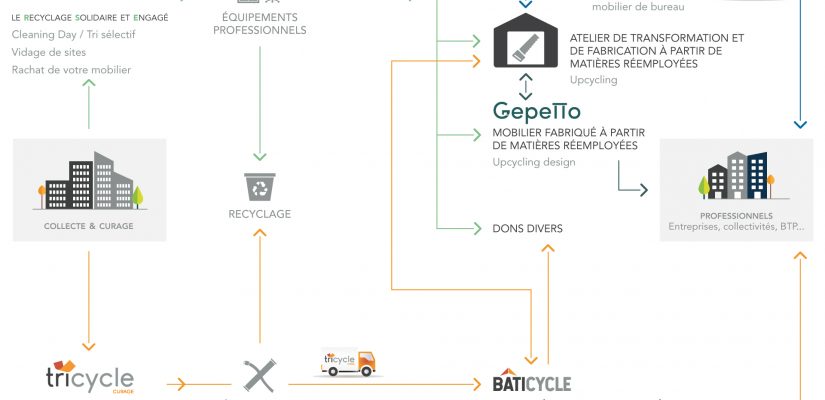 LE RECYCLAGE SOLIDAIRE ET ENGAGÉ
Cleaning Day / Tri sélectif
Vidage de sites
Rachat de votre mobilier
ÉQUIPEMENTS
PROFESSIONNELS
mobilier de bureau
ATELIER DE TRANSFORMATION ET
DE FABRICATION À PARTIR DE
MATIÈRES RÉEMPLOYÉES
Upcycling
Gepetto
MOBILIER FABRIQUÉ À PARTIR
DE MATIÈRES RÉEMPLOYÉES
Upcycling design
COLLECTE & CURAGE
RECYCLAGE
DONS DIVERS
PROFESSIONNELS
Entreprises, collectivités, BTP...
tricycle
CURAGE
tricycle
BATICYCLE